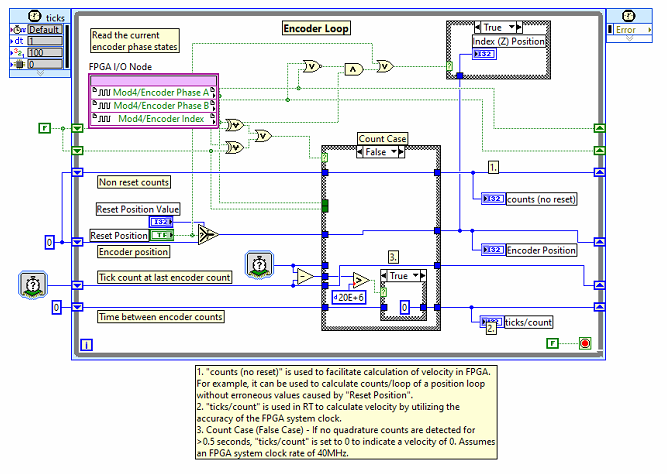 ticks
Default
dt 1
100
0
Encoder Loop
Read the current
encoder phase states
FPGA I/O Node
Mod4/Encoder Phase A
Mod4/Encoder Phase B
Mod4/Encoder Index
True
Index (Z) Position
I32
Error
F
Count Case
False
?
Non reset counts
1.
I32 counts (no reset)
Reset Position Value
I32
Reset Position TF
0
Encoder position
I32 Encoder Position
3.
Tick count at last encoder count
True
20E+6
0
0
Time between encoder counts
I32 ticks/count
2.
i
F
1. "counts (no reset)" is used to facilitate calculation of velocity in FPGA.
For example, it can be used to calculate counts/loop of a position loop
without erroneous values caused by "Reset Position".
2. "ticks/count" is used in RT to calculate velocity by utilizing the
accuracy of the FPGA system clock.
3. Count Case (False Case) - If no quadrature counts are detected for
>0.5 seconds, "ticks/count" is set to 0 to indicate a velocity of 0. Assumes
an FPGA system clock rate of 40MHz.